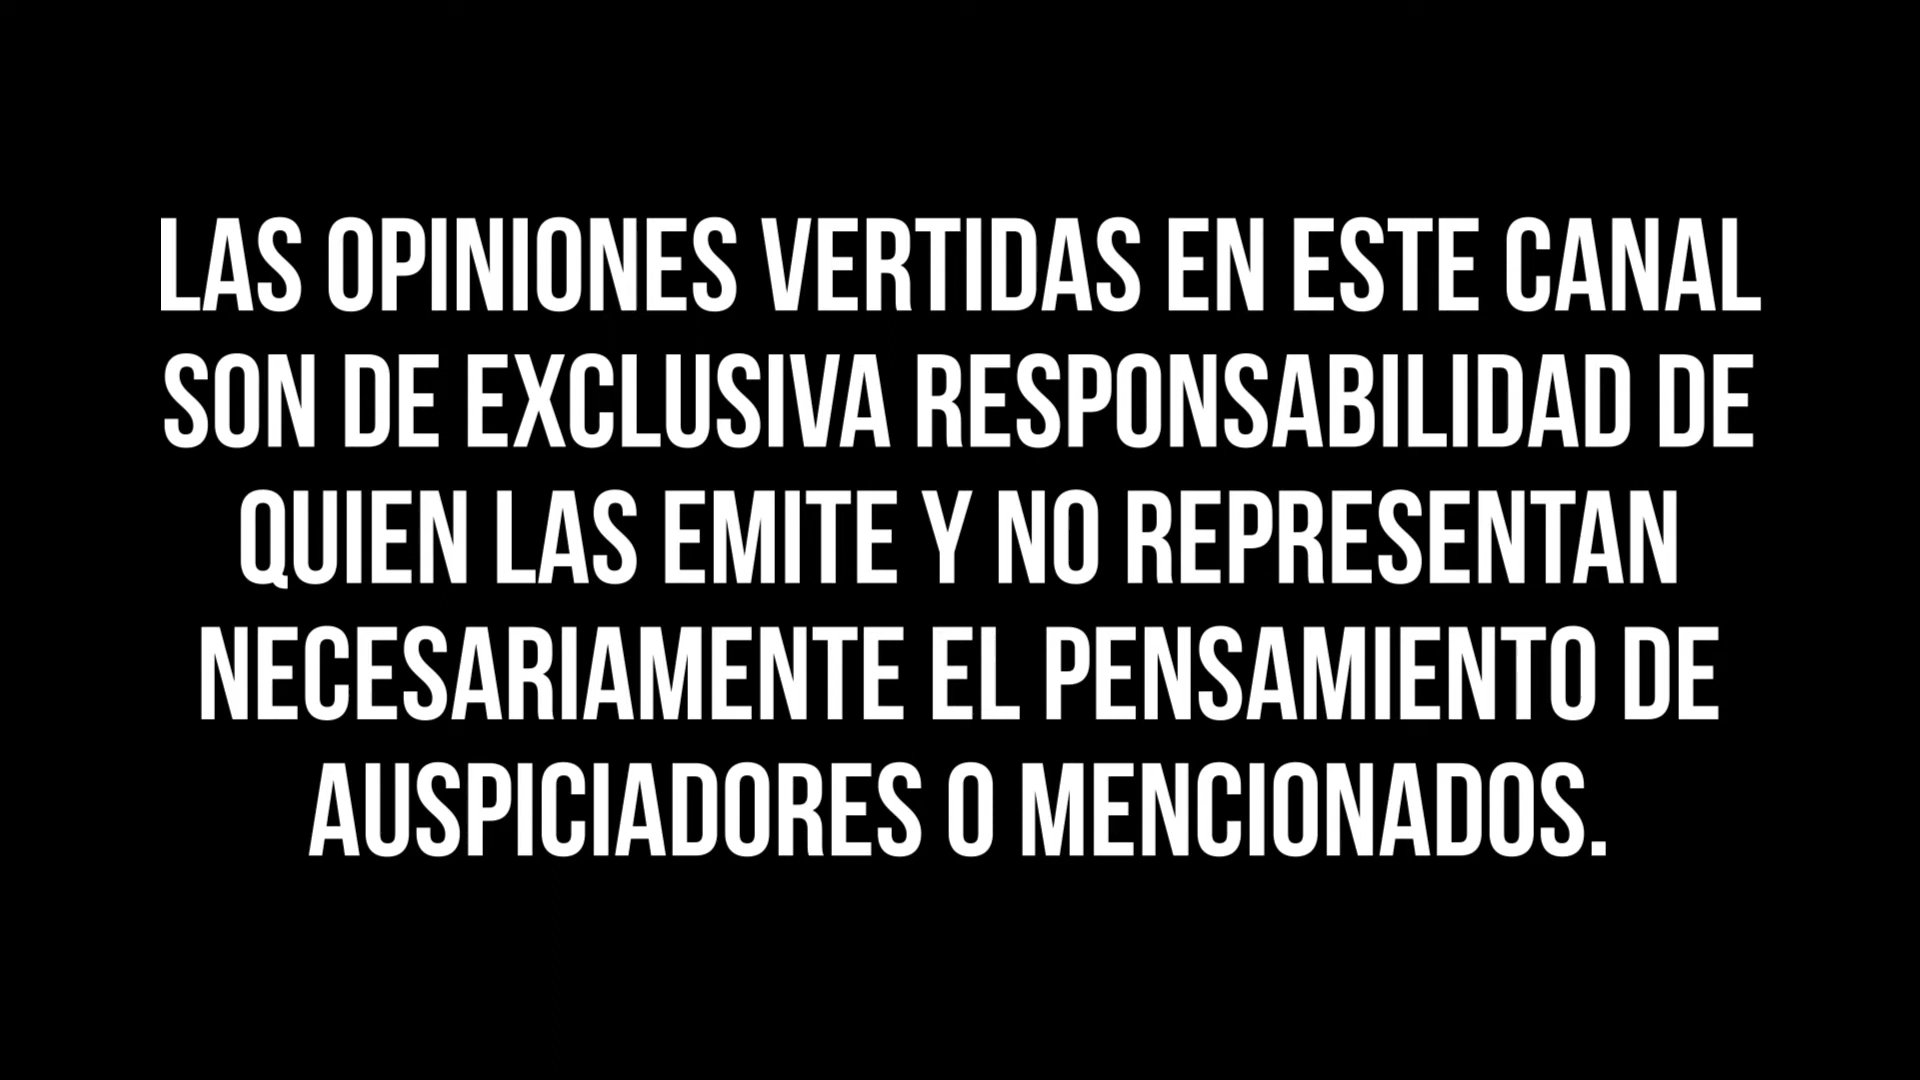 LAS OPINIONES VERTIDAS EN ESTE CANAL
SON DE EXCLUSIVA RESPONSABILIDAD DE
QUIEN LAS EMITE Y NO REPRESENTAN
NECESARIAMENTE EL PENSAMIENTO DE
AUSPICIADORES O MENCIONADOS.